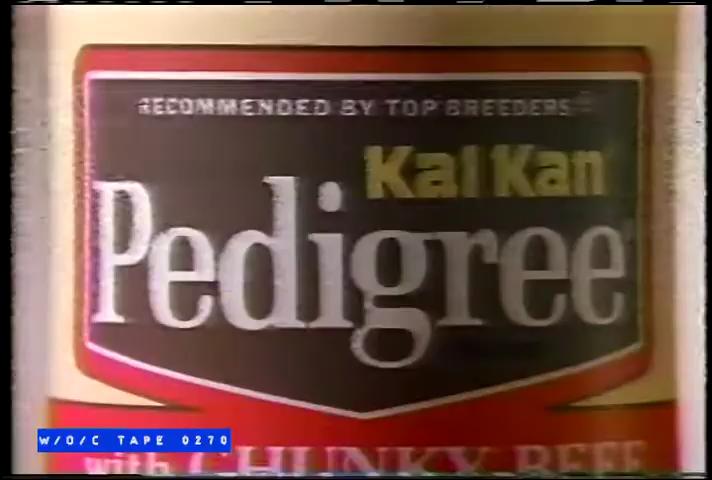 RECOMMENDED BY TOP BREEDERS
Kal Kan
Pedigree
with CHUNKY BEEF
W/O/C TAPE 0270